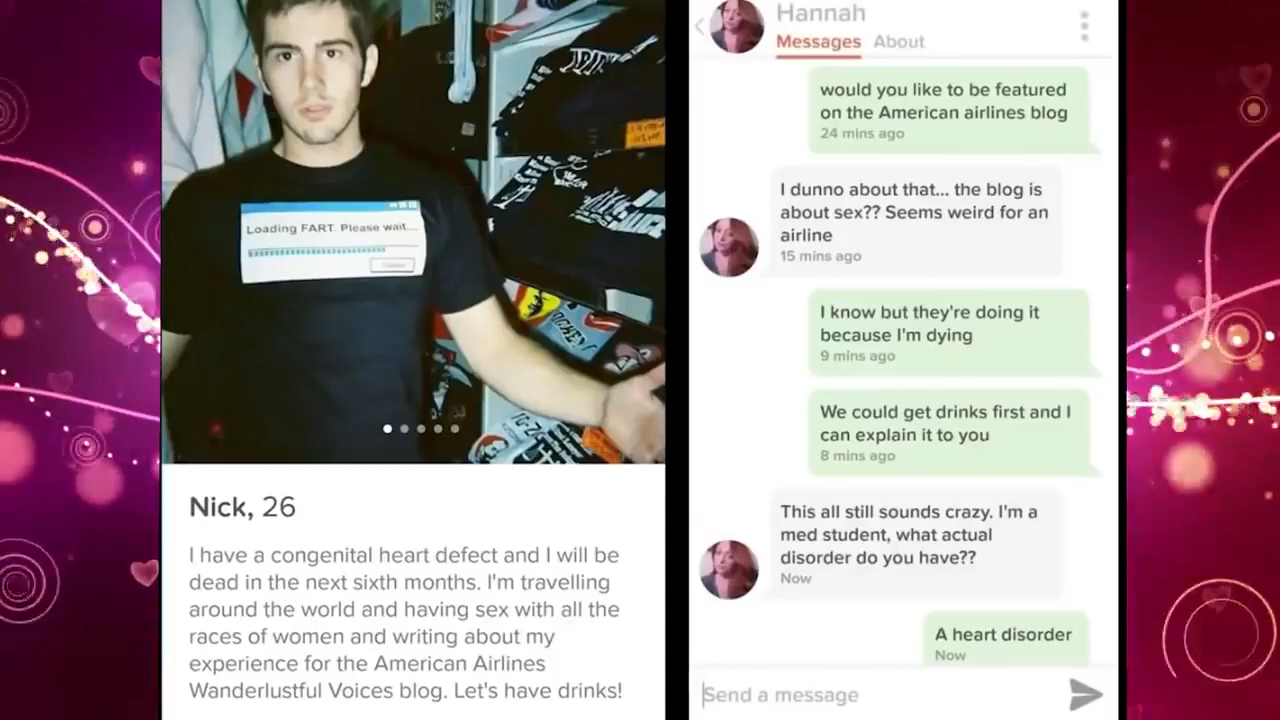 Loading FART. Please wait....
Nick, 26
I have a congenital heart defect and I will be
dead in the next sixth months. I'm travelling
around the world and having sex with all the
races of women and writing about my
experience for the American Airlines
Wanderlustful Voices blog. Let's have drinks!
Hannah
Messages About
would you like to be featured
on the American airlines blog
24 mins ago
I dunno about that... the blog is
about sex?? Seems weird for an
airline
15 mins ago
I know but they're doing it
because I'm dying
9 mins ago
We could get drinks first and I
can explain it to you
8 mins ago
This all still sounds crazy. I'm a
med student, what actual
disorder do you have??
Now
A heart disorder
Now
Send a message